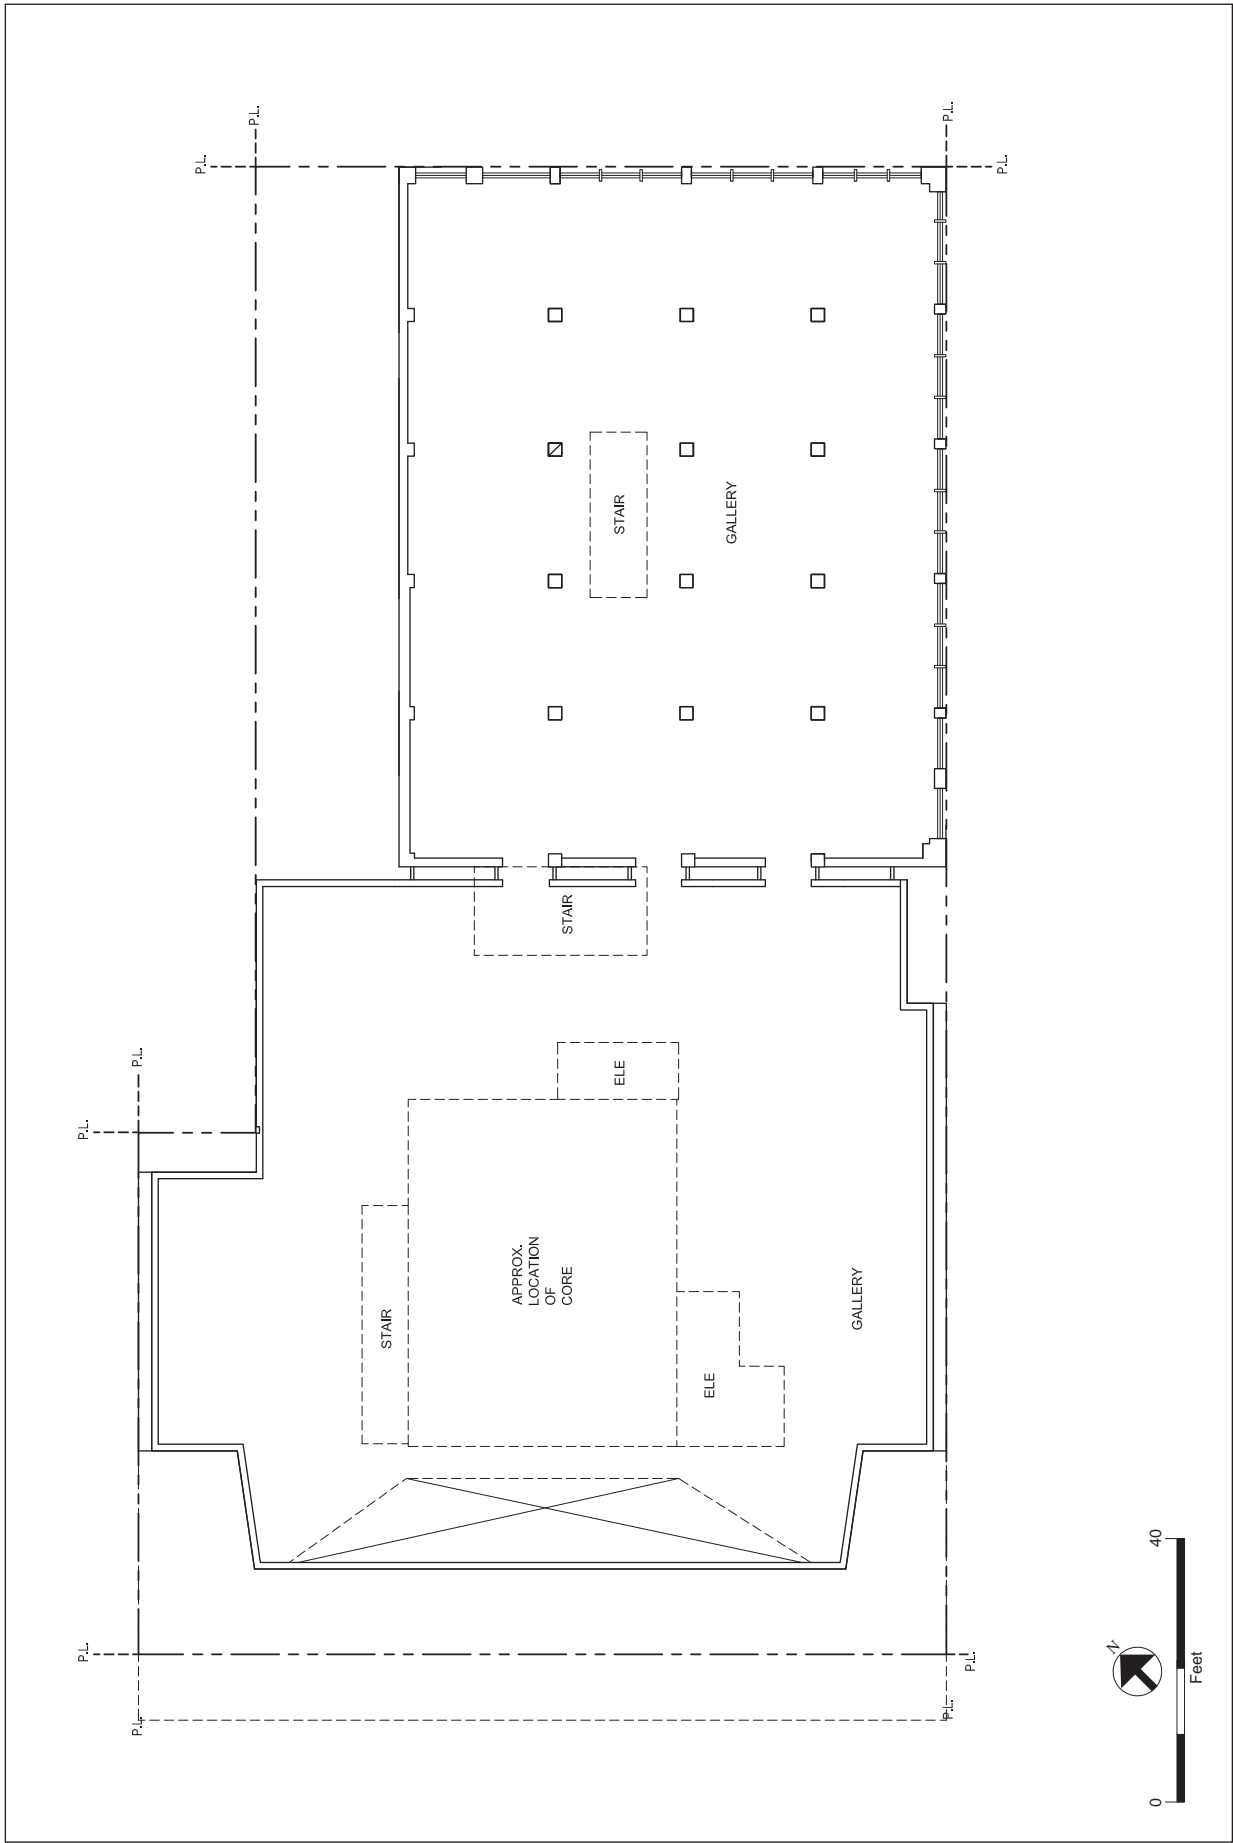 P.L.
P.L.
P.L.
P.L.
STAIR
GALLERY
STAIR
P.L.
P.L.
ELE
APPROX.
LOCATION
OF
CORE
STAIR
GALLERY
ELE
P.L.
P.L.
P.L.
P.L.
N
0
40
Feet